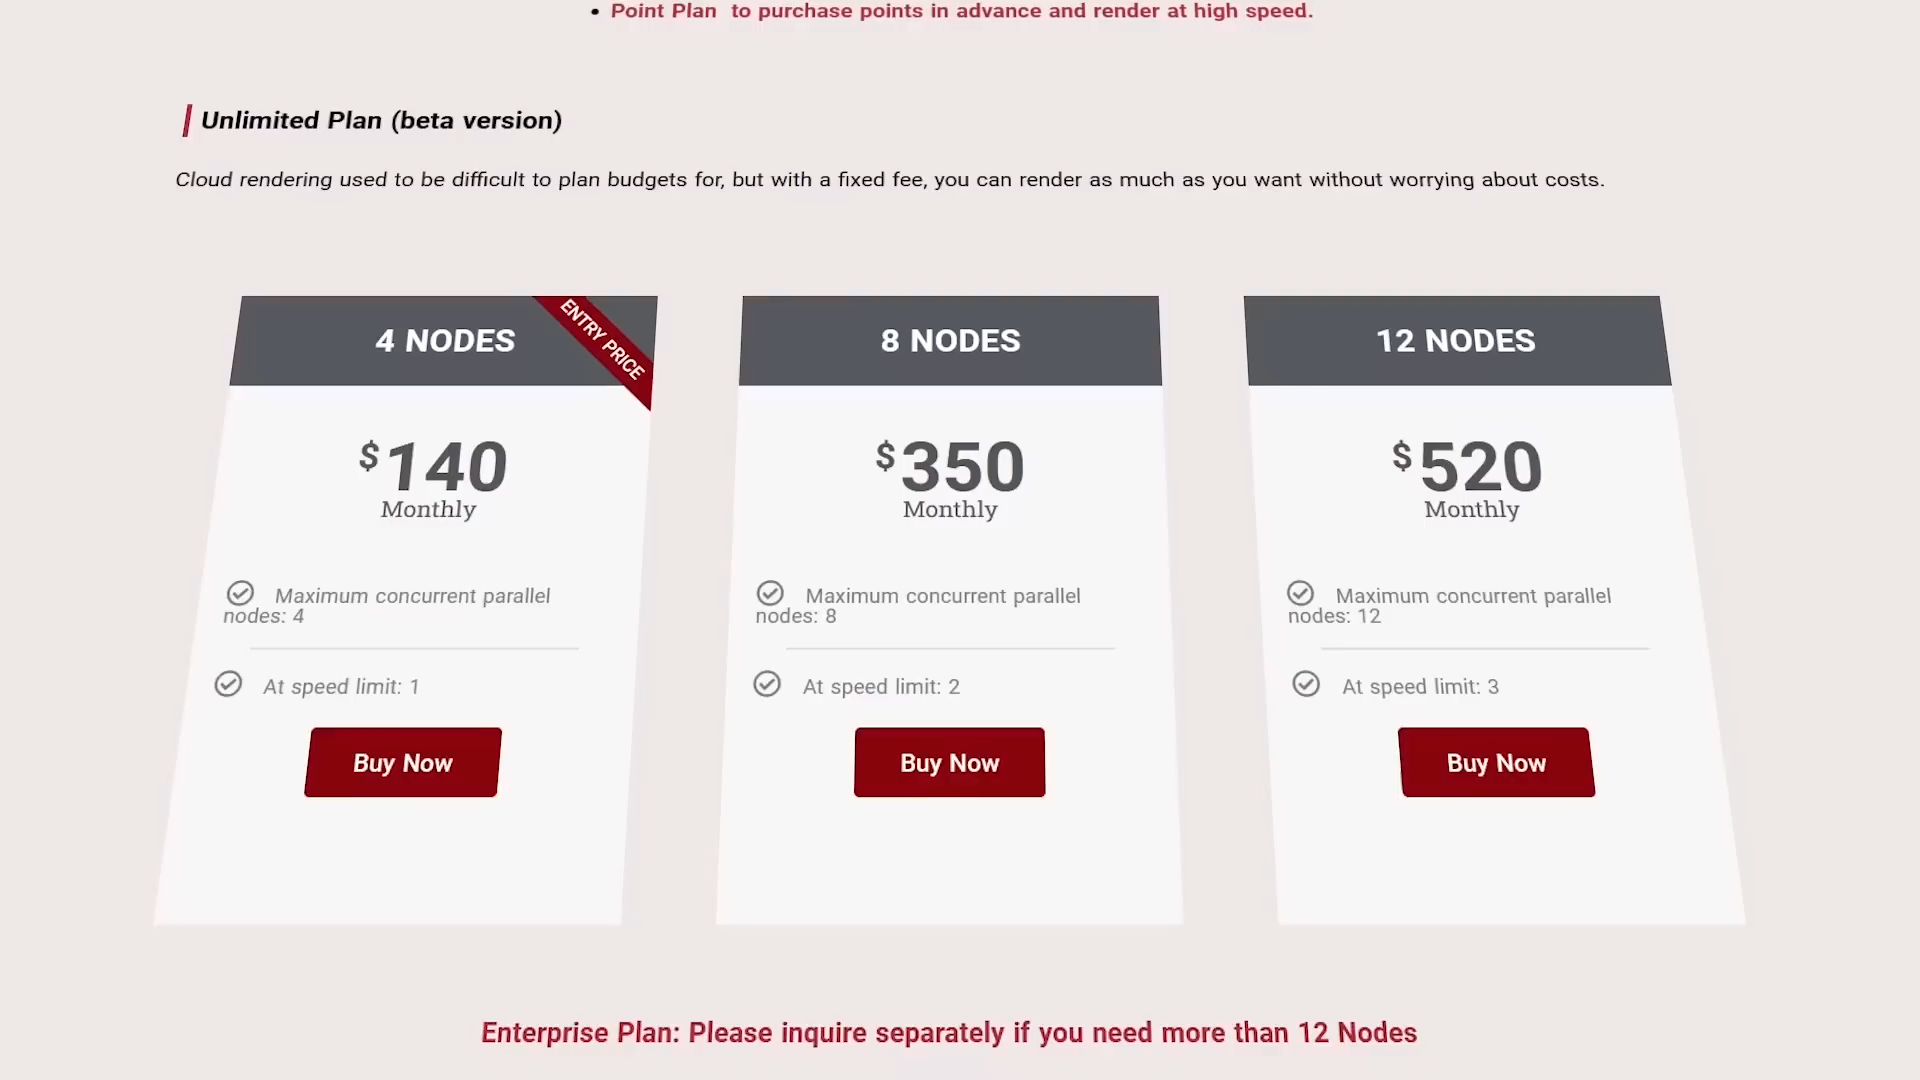 • Point Plan to purchase points in advance and render at high speed.
Unlimited Plan (beta version)
Cloud rendering used to be difficult to plan budgets for, but with a fixed fee, you can render as much as you want without worrying about costs.
4 NODES
ENTRY PRICE
$140
Monthly
Maximum concurrent parallel
nodes: 4
At speed limit: 1
Buy Now
8 NODES
$350
Monthly
Maximum concurrent parallel
nodes: 8
At speed limit: 2
Buy Now
12 NODES
$520
Monthly
Maximum concurrent parallel
nodes: 12
At speed limit: 3
Buy Now
Enterprise Plan: Please inquire separately if you need more than 12 Nodes